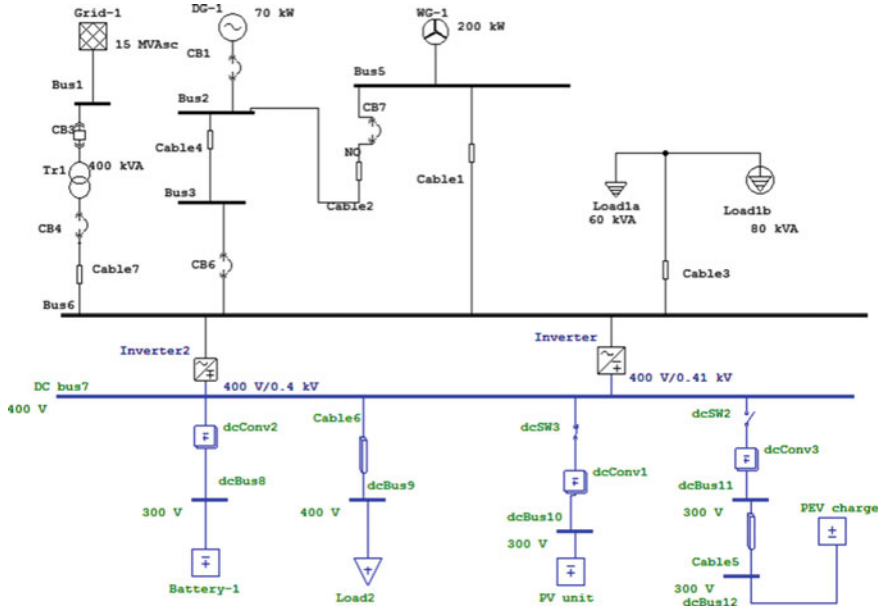 Grid-1
DG-1
70 kW
WG-1
15 MVAsc
200 kW
CB1
Bus1
Bus5
Bus2
CB7
CB3
Cable4
NO
Tr1
400 kVA
Cable1
Bus3
Cable2
Load1a
60 kVA
Load1b
80 kVA
CB4
CB6
Cable7
Cable3
Bus6
Inverter2
Inverter
400 V/0.4 kV
400 V/0.41 kV
DC bus7
400 V
Cable6
dcSW3
dcSW2
dcConv2
dcConv1
dcConv3
dcBus8
dcBus9
dcBus11
PEV charge
300 V
400 V
dcBus10
300 V
300 V
Cable5
Battery-1
Load2
PV unit
300 V
dcBus12